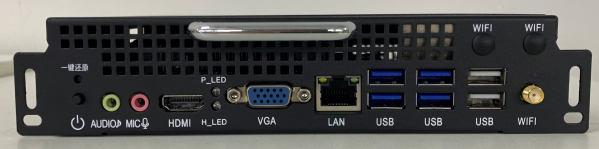 WIFI WIFI
一键还原
P_LED
AUDIO MIC HDMI H_LED VGA LAN USB USB USB WIFI